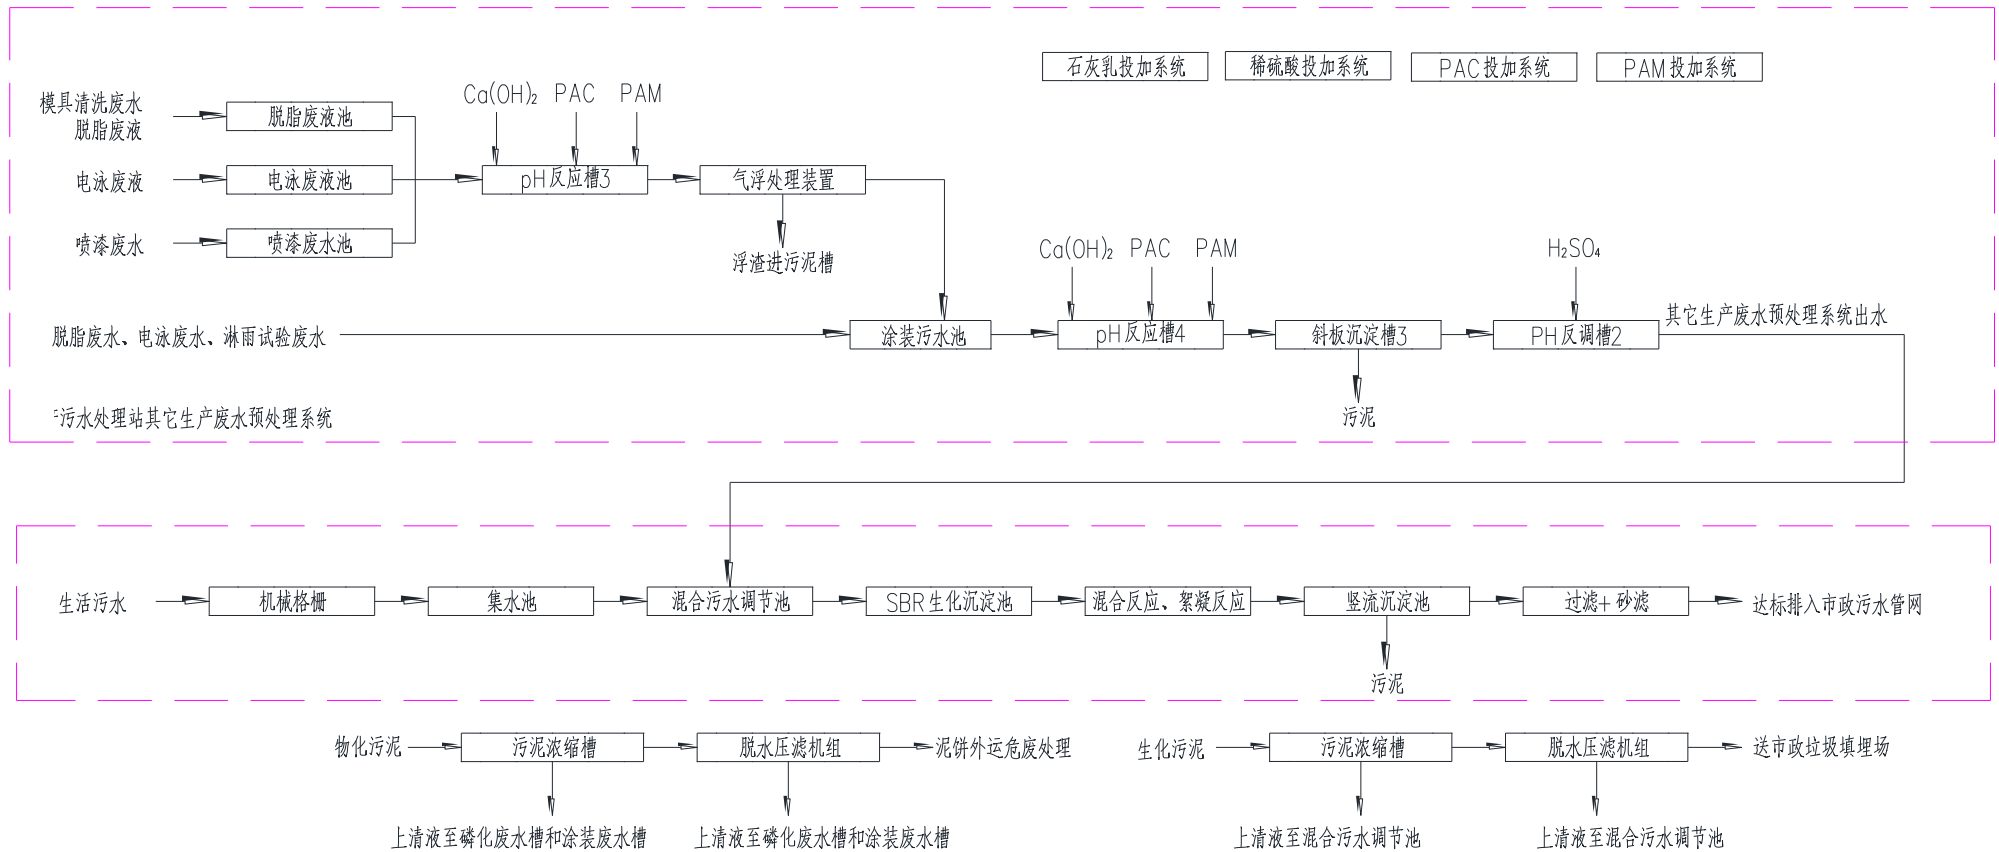 石灰乳投加系统
稀硫酸投加系统
PAC投加系统
PAM投加系统
模具清洗废水
脱脂废液
脱脂废液池
Ca(OH)₂
PAC
PAM
电泳废液
电泳废液池
pH反应槽3
气浮处理装置
喷漆废水
喷漆废水池
浮渣进污泥槽
Ca(OH)₂
PAC
PAM
H₂SO₄
脱脂废水、电泳废水、淋雨试验废水
涂装污水池
pH反应槽4
斜板沉淀槽3
PH反调槽2
其它生产废水预处理系统出水
污泥
污水处理站其它生产废水预处理系统
生活污水
机械格栅
集水池
混合污水调节池
SBR生化沉淀池
混合反应、絮凝反应
竖流沉淀池
过滤+砂滤
达标排入市政污水管网
污泥
物化污泥
污泥浓缩槽
脱水压滤机组
泥饼外运危废处理
生化污泥
污泥浓缩槽
脱水压滤机组
送市政垃圾填埋场
上清液至磷化废水槽和涂装废水槽
上清液至磷化废水槽和涂装废水槽
上清液至混合污水调节池
上清液至混合污水调节池